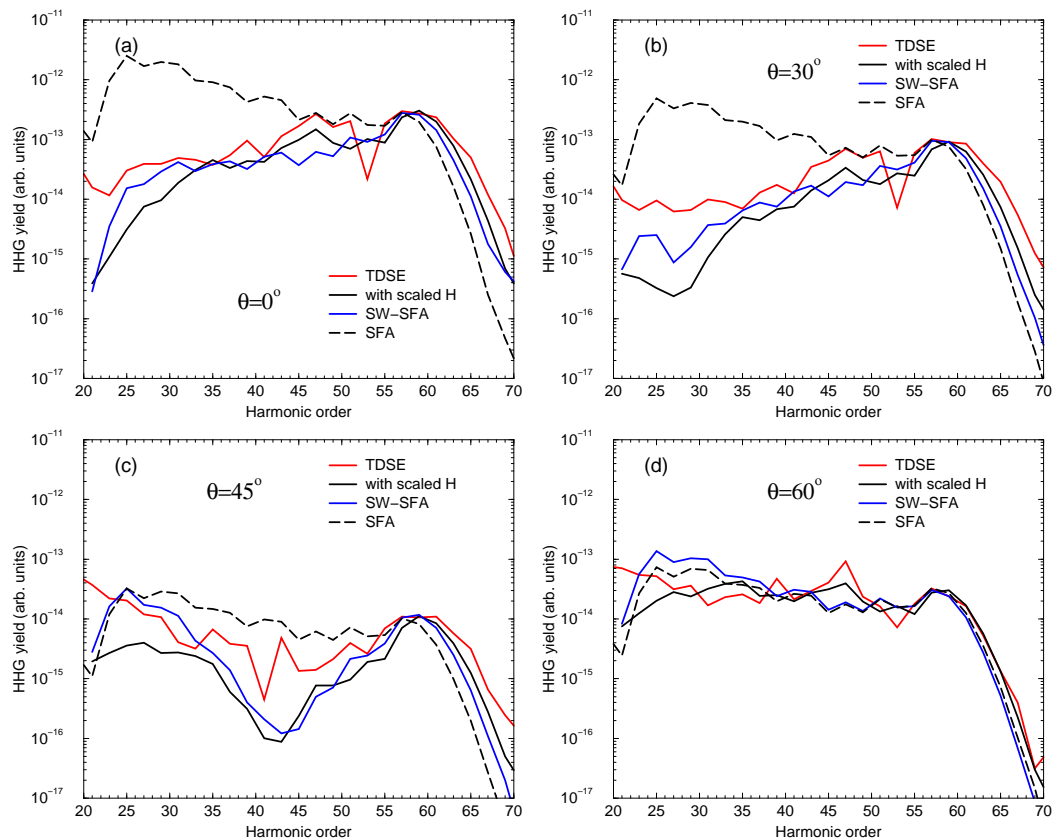 (a)
HHG yield (arb. units)
10⁻¹¹
10⁻¹²
10⁻¹³
10⁻¹⁴
10⁻¹⁵
10⁻¹⁶
10⁻¹⁷
TDSE
with scaled H
SW−SFA
SFA
θ=0°
20 25 30 35 40 45 50 55 60 65 70
Harmonic order
(b)
HHG yield (arb. units)
10⁻¹¹
10⁻¹²
10⁻¹³
10⁻¹⁴
10⁻¹⁵
10⁻¹⁶
10⁻¹⁷
TDSE
with scaled H
SW−SFA
SFA
θ=30°
20 25 30 35 40 45 50 55 60 65 70
Harmonic order
(c)
HHG yield (arb. units)
10⁻¹¹
10⁻¹²
10⁻¹³
10⁻¹⁴
10⁻¹⁵
10⁻¹⁶
10⁻¹⁷
TDSE
with scaled H
SW−SFA
SFA
θ=45°
20 25 30 35 40 45 50 55 60 65 70
Harmonic order
(d)
HHG yield (arb. units)
10⁻¹¹
10⁻¹²
10⁻¹³
10⁻¹⁴
10⁻¹⁵
10⁻¹⁶
10⁻¹⁷
TDSE
with scaled H
SW−SFA
SFA
θ=60°
20 25 30 35 40 45 50 55 60 65 70
Harmonic order